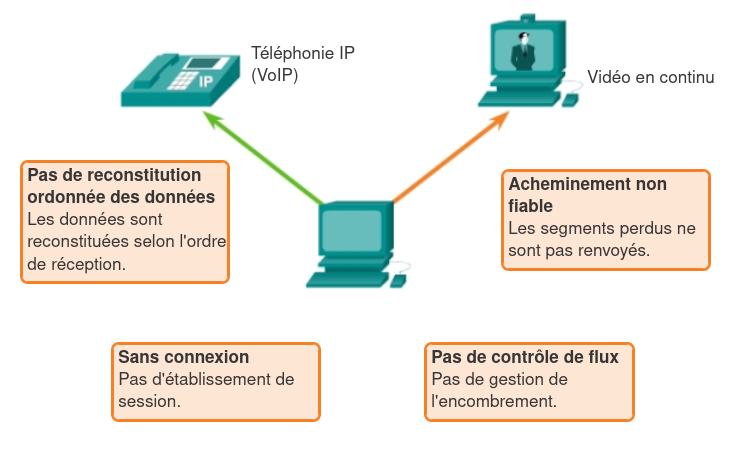 Téléphonie IP
(VoIP)
IP
Vidéo en continu
Pas de reconstitution
ordonnée des données
Les données sont
reconstituées selon l'ordre
de réception.
Acheminement non
fiable
Les segments perdus ne
sont pas renvoyés.
Sans connexion
Pas d'établissement de
session.
Pas de contrôle de flux
Pas de gestion de
l'encombrement.